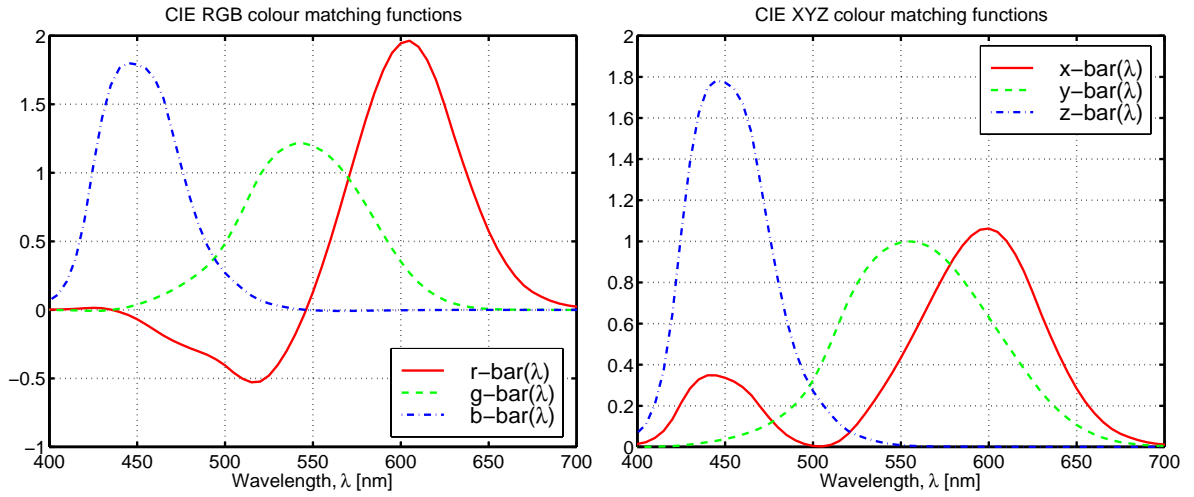 CIE RGB colour matching functions
2
1.5
1
0.5
0
−0.5
−1
400 450 500 550 600 650 700
Wavelength, λ [nm]
r−bar(λ)
g−bar(λ)
b−bar(λ)
CIE XYZ colour matching functions
2
1.8
1.6
1.4
1.2
1
0.8
0.6
0.4
0.2
0
400 450 500 550 600 650 700
Wavelength, λ [nm]
x−bar(λ)
y−bar(λ)
z−bar(λ)